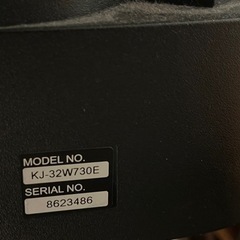 MODEL NO.
KJ-32W730E
SERIAL NO.
8623486